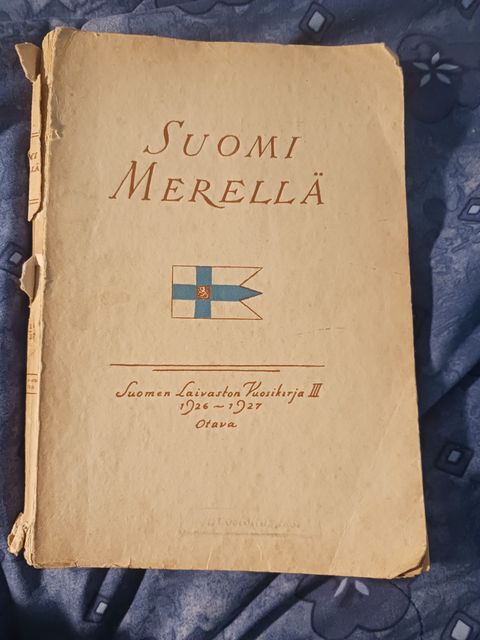 SUOMI
MERELLÄ
Suomen Laivaston Vuosikirja III
1926–1927
Otava